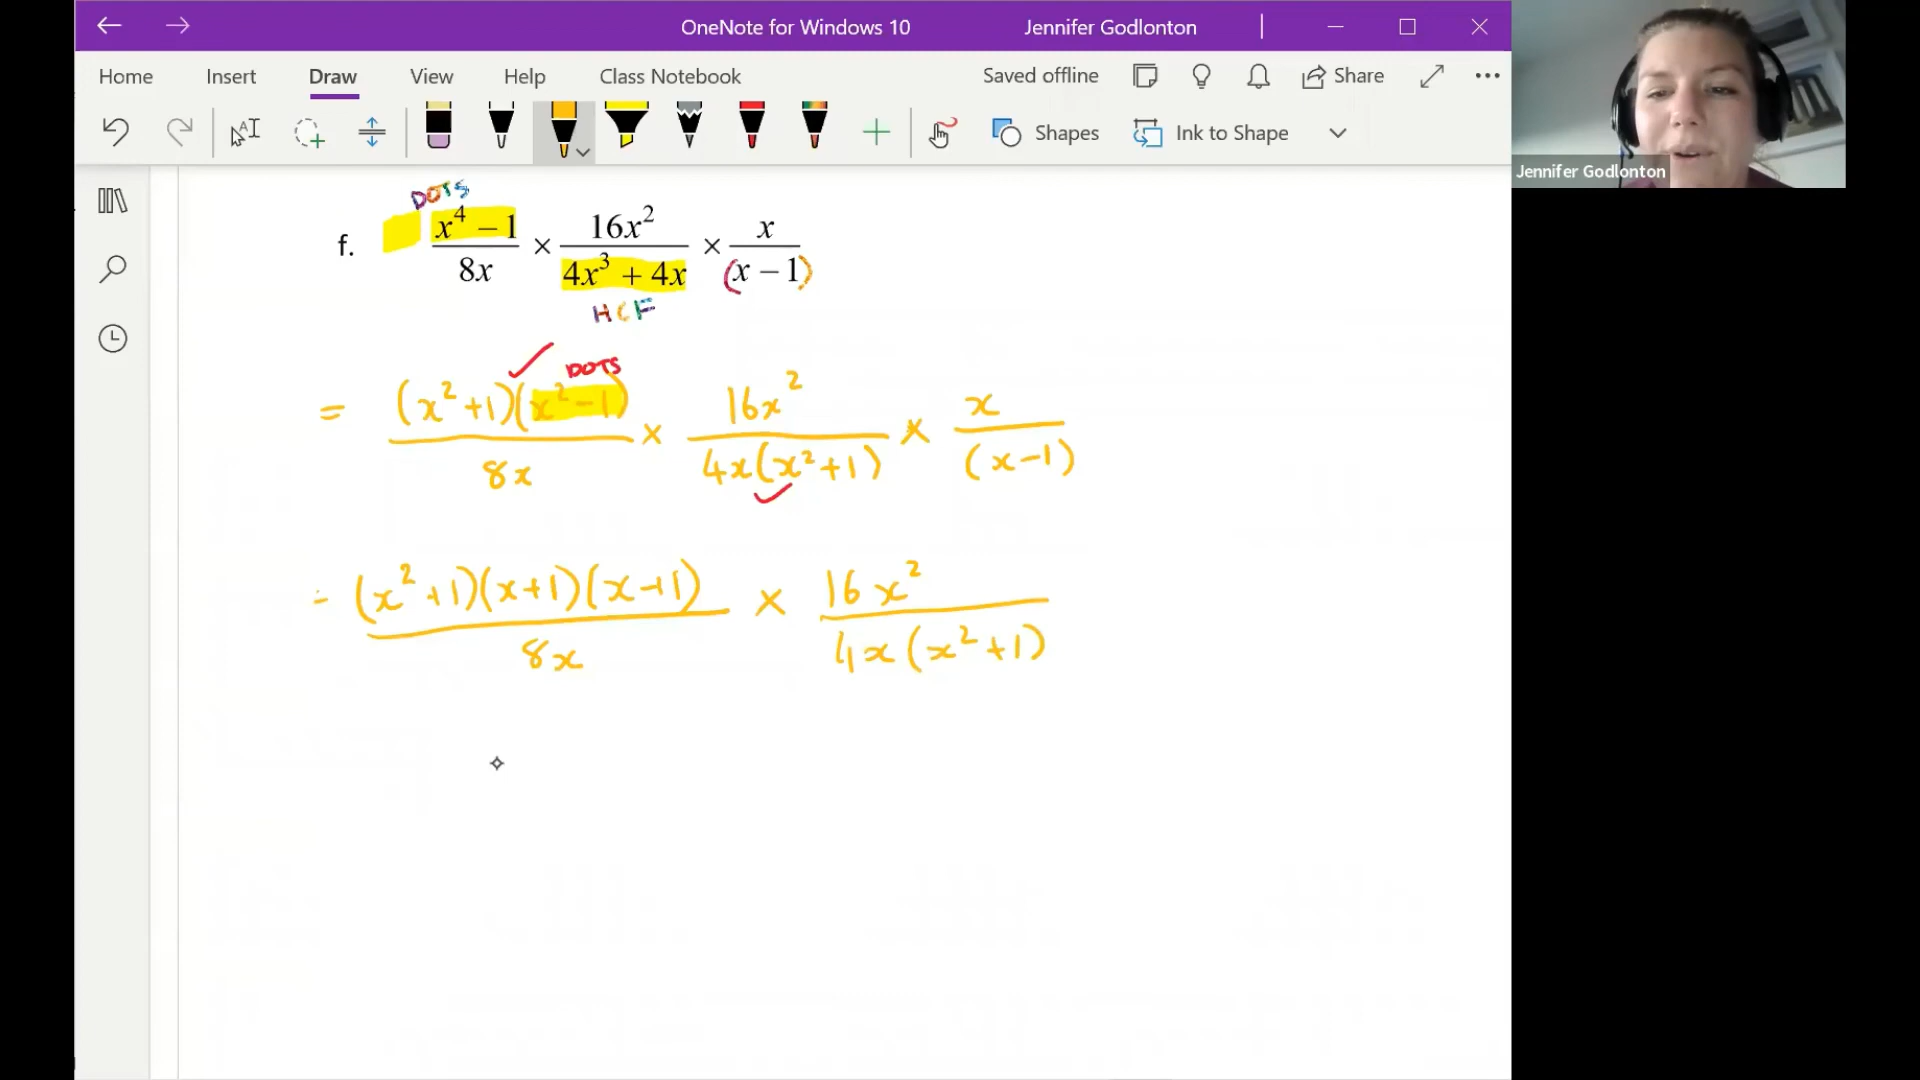 OneNote for Windows 10 Jennifer Godlonton
Home Insert Draw View Help Class Notebook Saved offline Share
Shapes Ink to Shape
Jennifer Godlonton
DOTS
f. (x⁴ – 1)/(8x) × (16x²)/(4x³ + 4x) × x/(x – 1)
HCF
DOTS
= ((x²+1)(x²-1))/(8x) × (16x²)/(4x(x²+1)) × x/(x-1)
= ((x²+1)(x+1)(x-1))/(8x) × (16x²)/(4x(x²+1))